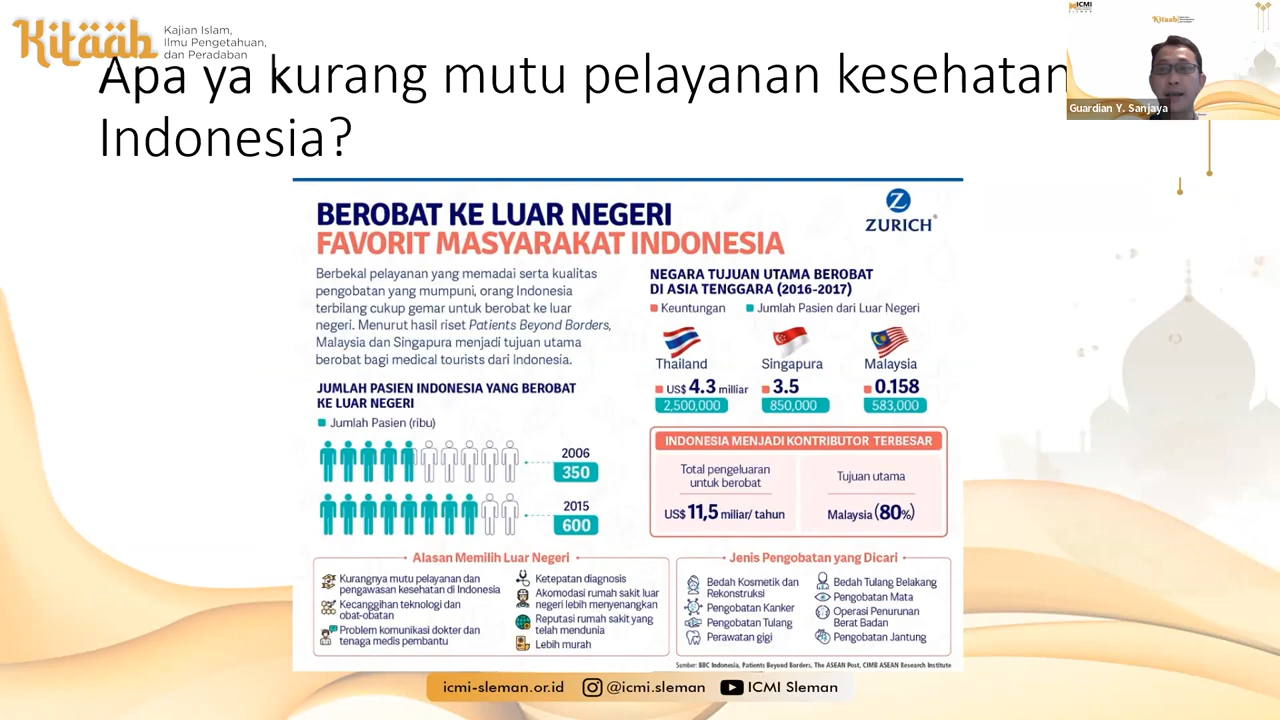 Kitaab
Kajian Islam,
Ilmu Pengetahuan,
dan Peradaban
Apa ya kurang mutu pelayanan kesehatan
Indonesia?
ICMI
Kitaab
Guardian Y. Sanjaya
BEROBAT KE LUAR NEGERI
FAVORIT MASYARAKAT INDONESIA
Z
ZURICH
Berbekal pelayanan yang memadai serta kualitas
pengobatan yang mumpuni, orang Indonesia
terbilang cukup gemar untuk berobat ke luar
negeri. Menurut hasil riset Patients Beyond Borders,
Malaysia dan Singapura menjadi tujuan utama
berobat bagi medical tourists dari Indonesia.
JUMLAH PASIEN INDONESIA YANG BEROBAT
KE LUAR NEGERI
Jumlah Pasien (ribu)
2006
350
2015
600
NEGARA TUJUAN UTAMA BEROBAT
DI ASIA TENGGARA (2016-2017)
Keuntungan Jumlah Pasien dari Luar Negeri
Thailand Singapura Malaysia
US$ 4.3 miliar 3.5 0.158
2,500,000 850,000 583,000
INDONESIA MENJADI KONTRIBUTOR TERBESAR
Total pengeluaran
untuk berobat
US$ 11,5 miliar/ tahun
Tujuan utama
Malaysia (80%)
Alasan Memilih Luar Negeri
Kurangnya mutu pelayanan dan
pengawasan kesehatan di Indonesia
Kecanggihan teknologi dan
obat-obatan
Problem komunikasi dokter dan
tenaga medis pembantu
Ketepatan diagnosis
Akomodasi rumah sakit luar
negeri lebih menyenangkan
Reputasi rumah sakit yang
telah mendunia
Lebih murah
Jenis Pengobatan yang Dicari
Bedah Kosmetik dan
Rekonstruksi
Pengobatan Kanker
Pengobatan Tulang
Perawatan gigi
Bedah Tulang Belakang
Pengobatan Mata
Operasi Penurunan
Berat Badan
Pengobatan Jantung
Sumber: BBC Indonesia, Patients Beyond Borders, The ASEAN Post, CIMB ASEAN Research Institute
icmi-sleman.or.id @icmi.sleman ICMI Sleman